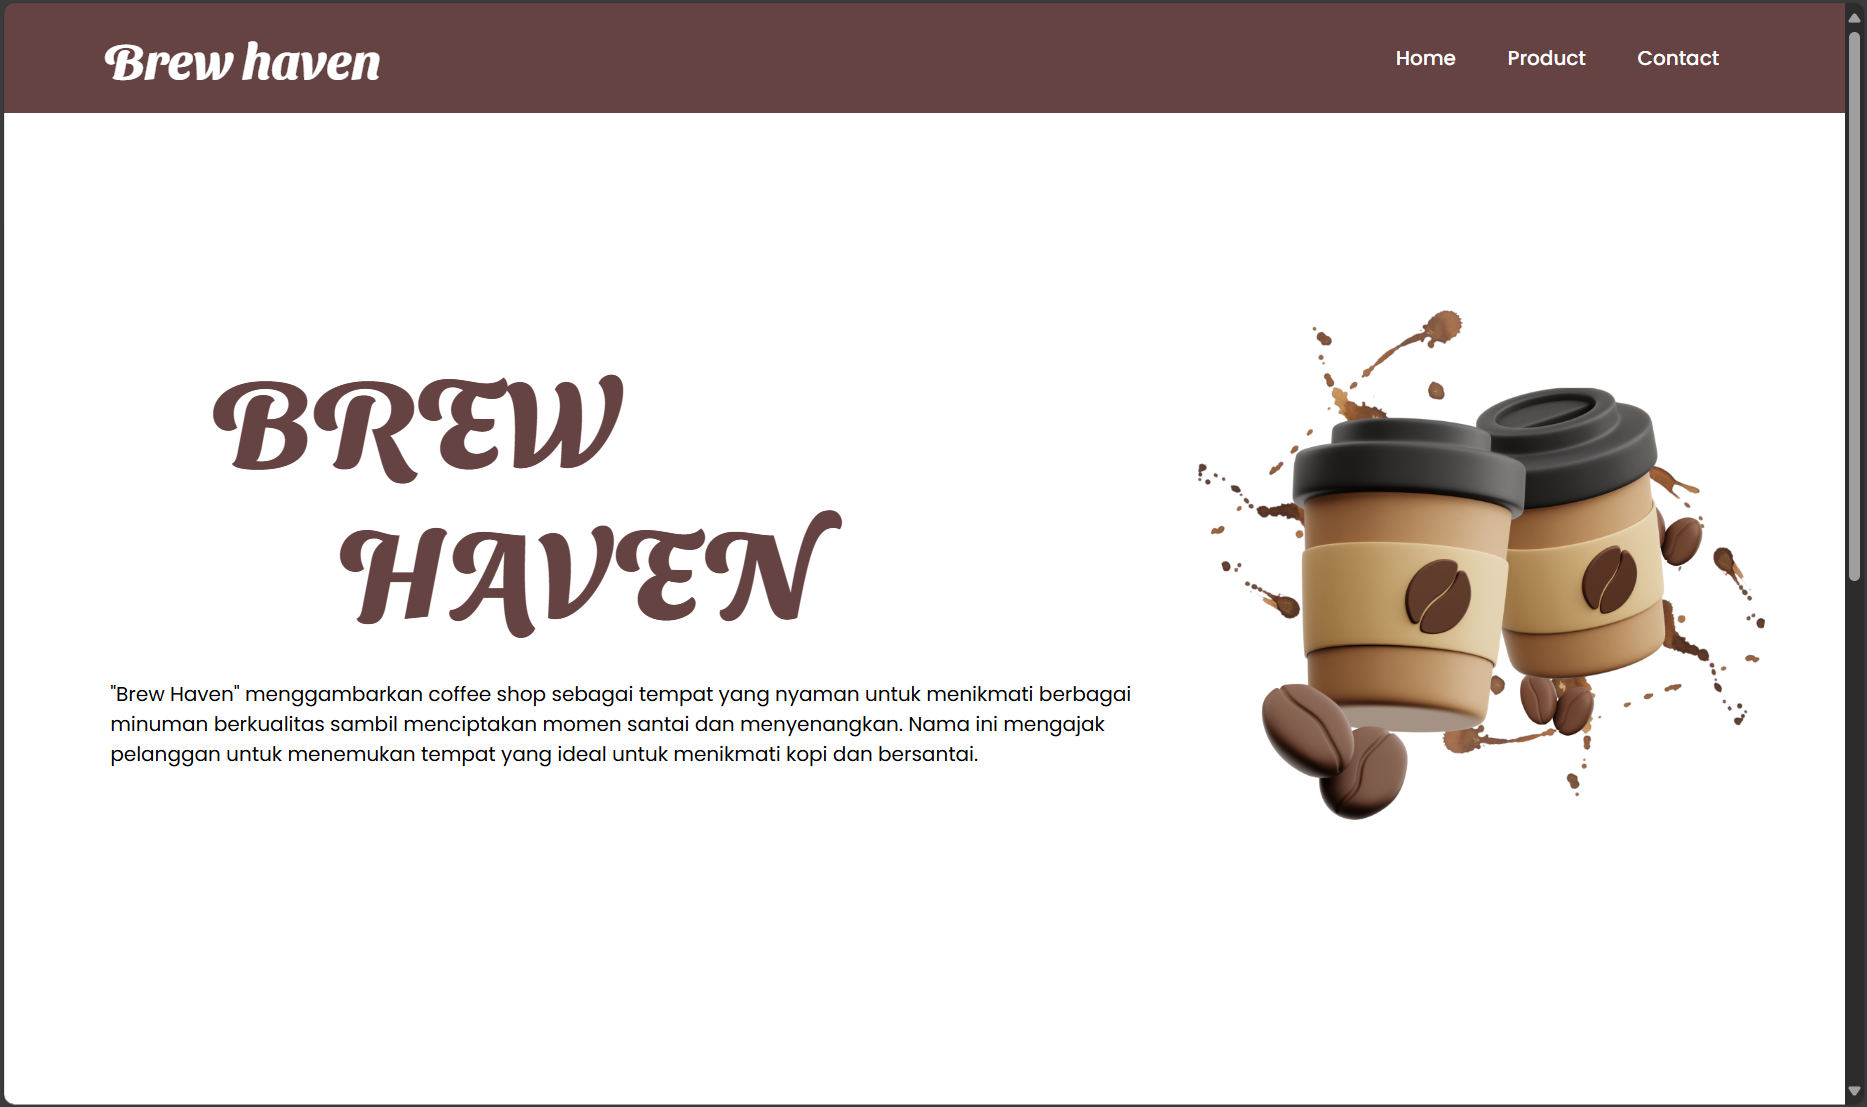 Brew haven
Home Product Contact
BREW
HAVEN
"Brew Haven" menggambarkan coffee shop sebagai tempat yang nyaman untuk menikmati berbagai
minuman berkualitas sambil menciptakan momen santai dan menyenangkan. Nama ini mengajak
pelanggan untuk menemukan tempat yang ideal untuk menikmati kopi dan bersantai.